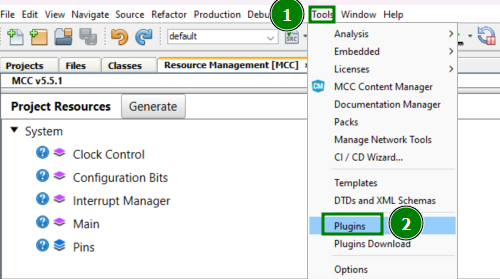 File Edit View Navigate Source Refactor Production Debu 1 Tools Window Help
default
SRC
Analysis
Embedded
Licenses
MCC Content Manager
Documentation Manager
Packs
Manage Network Tools
CI / CD Wizard...
Templates
DTDs and XML Schemas
Plugins 2
Plugins Download
Options
Projects Files Classes Resource Management [MCC]
MCC v5.5.1
Project Resources Generate
System
Clock Control
Configuration Bits
Interrupt Manager
Main
Pins